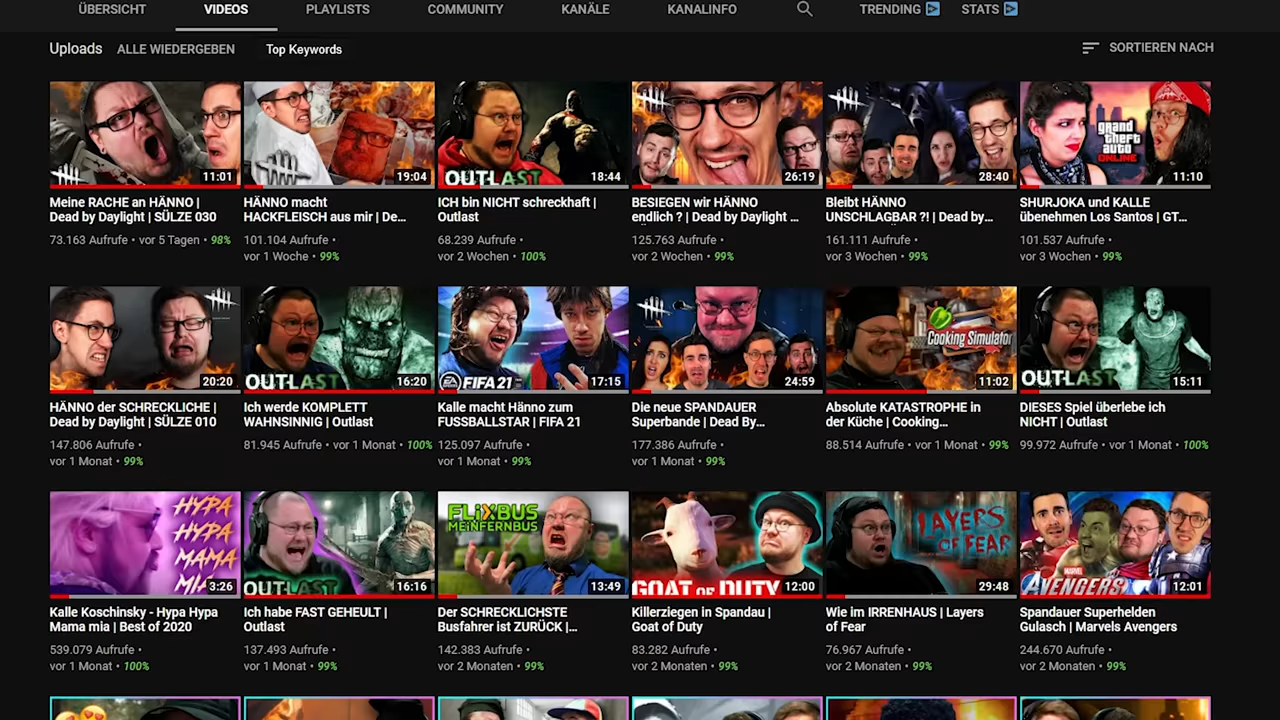 ÜBERSICHT VIDEOS PLAYLISTS COMMUNITY KANÄLE KANALINFO TRENDING STATS
Uploads ALLE WIEDERGEBEN Top Keywords SORTIEREN NACH
11:01
19:04
OUTLAST
18:44
26:19
28:40
grand
theft
auto
ONLINE
11:10
Meine RACHE an HÄNNO |
Dead by Daylight | SÜLZE 030
73.163 Aufrufe • vor 5 Tagen • 98%
HÄNNO macht
HACKFLEISCH aus mir | De...
101.104 Aufrufe •
vor 1 Woche • 99%
ICH bin NICHT schreckhaft |
Outlast
68.239 Aufrufe •
vor 2 Wochen • 100%
BESIEGEN wir HÄNNO
endlich ? | Dead by Daylight ...
125.763 Aufrufe •
vor 2 Wochen • 99%
Bleibt HÄNNO
UNSCHLAGBAR ?! | Dead by...
161.111 Aufrufe •
vor 3 Wochen • 99%
SHURJOKA und KALLE
übenehmen Los Santos | GT...
101.537 Aufrufe •
vor 3 Wochen • 99%
20:20
OUTLAST
16:20
EA SPORTS FIFA 21
17:15
24:59
Cooking Simulator
11:02
OUTLAST
15:11
HÄNNO der SCHRECKLICHE |
Dead by Daylight | SÜLZE 010
147.806 Aufrufe •
vor 1 Monat • 99%
Ich werde KOMPLETT
WAHNSINNIG | Outlast
81.945 Aufrufe • vor 1 Monat • 100%
Kalle macht Hänno zum
FUSSBALLSTAR | FIFA 21
125.097 Aufrufe •
vor 1 Monat • 99%
Die neue SPANDAUER
Superbande | Dead By...
177.386 Aufrufe •
vor 1 Monat • 99%
Absolute KATASTROPHE in
der Küche | Cooking...
88.514 Aufrufe • vor 1 Monat • 99%
DIESES Spiel überlebe ich
NICHT | Outlast
99.972 Aufrufe • vor 1 Monat • 100%
HYPA
HYPA
MAMA
3:26
OUTLAST
16:16
FLiXBUS
MEiNFERNBUS
13:49
GOAT OF DUTY
12:00
LAYERS
OF FEAR
29:48
MARVEL
AVENGERS
12:01
Kalle Koschinsky - Hypa Hypa
Mama mia | Best of 2020
539.079 Aufrufe •
vor 1 Monat • 100%
Ich habe FAST GEHEULT |
Outlast
137.493 Aufrufe •
vor 1 Monat • 99%
Der SCHRECKLICHSTE
Busfahrer ist ZURÜCK |...
142.383 Aufrufe •
vor 2 Monaten • 99%
Killerziegen in Spandau |
Goat of Duty
83.282 Aufrufe •
vor 2 Monaten • 99%
Wie im IRRENHAUS | Layers
of Fear
76.967 Aufrufe •
vor 2 Monaten • 99%
Spandauer Superhelden
Gulasch | Marvels Avengers
244.670 Aufrufe •
vor 2 Monaten • 99%